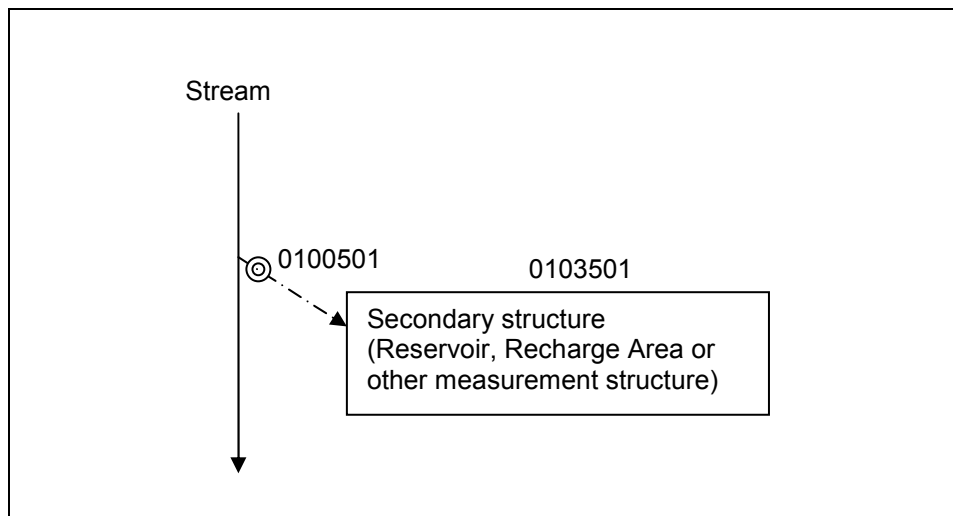 Stream
0100501
0103501
Secondary structure
(Reservoir, Recharge Area or
other measurement structure)